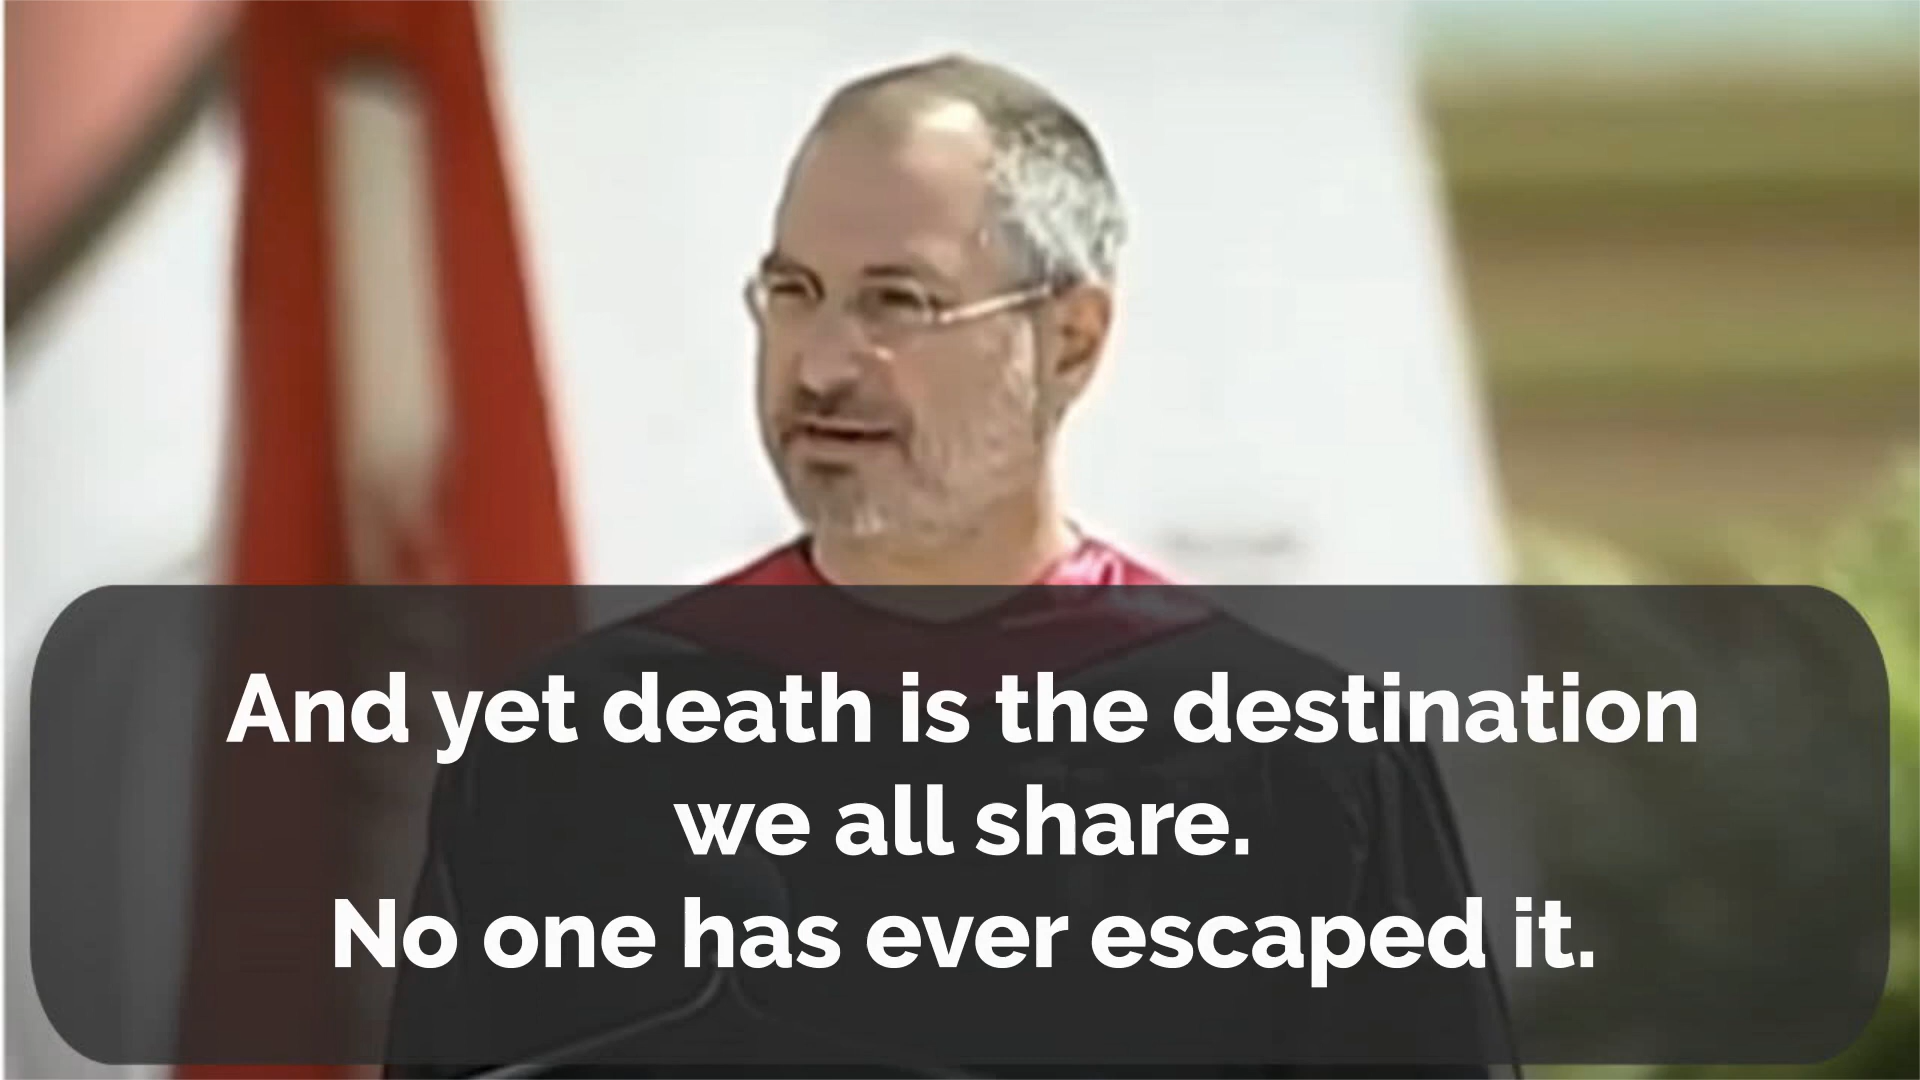 And yet death is the destination
we all share.
No one has ever escaped it.